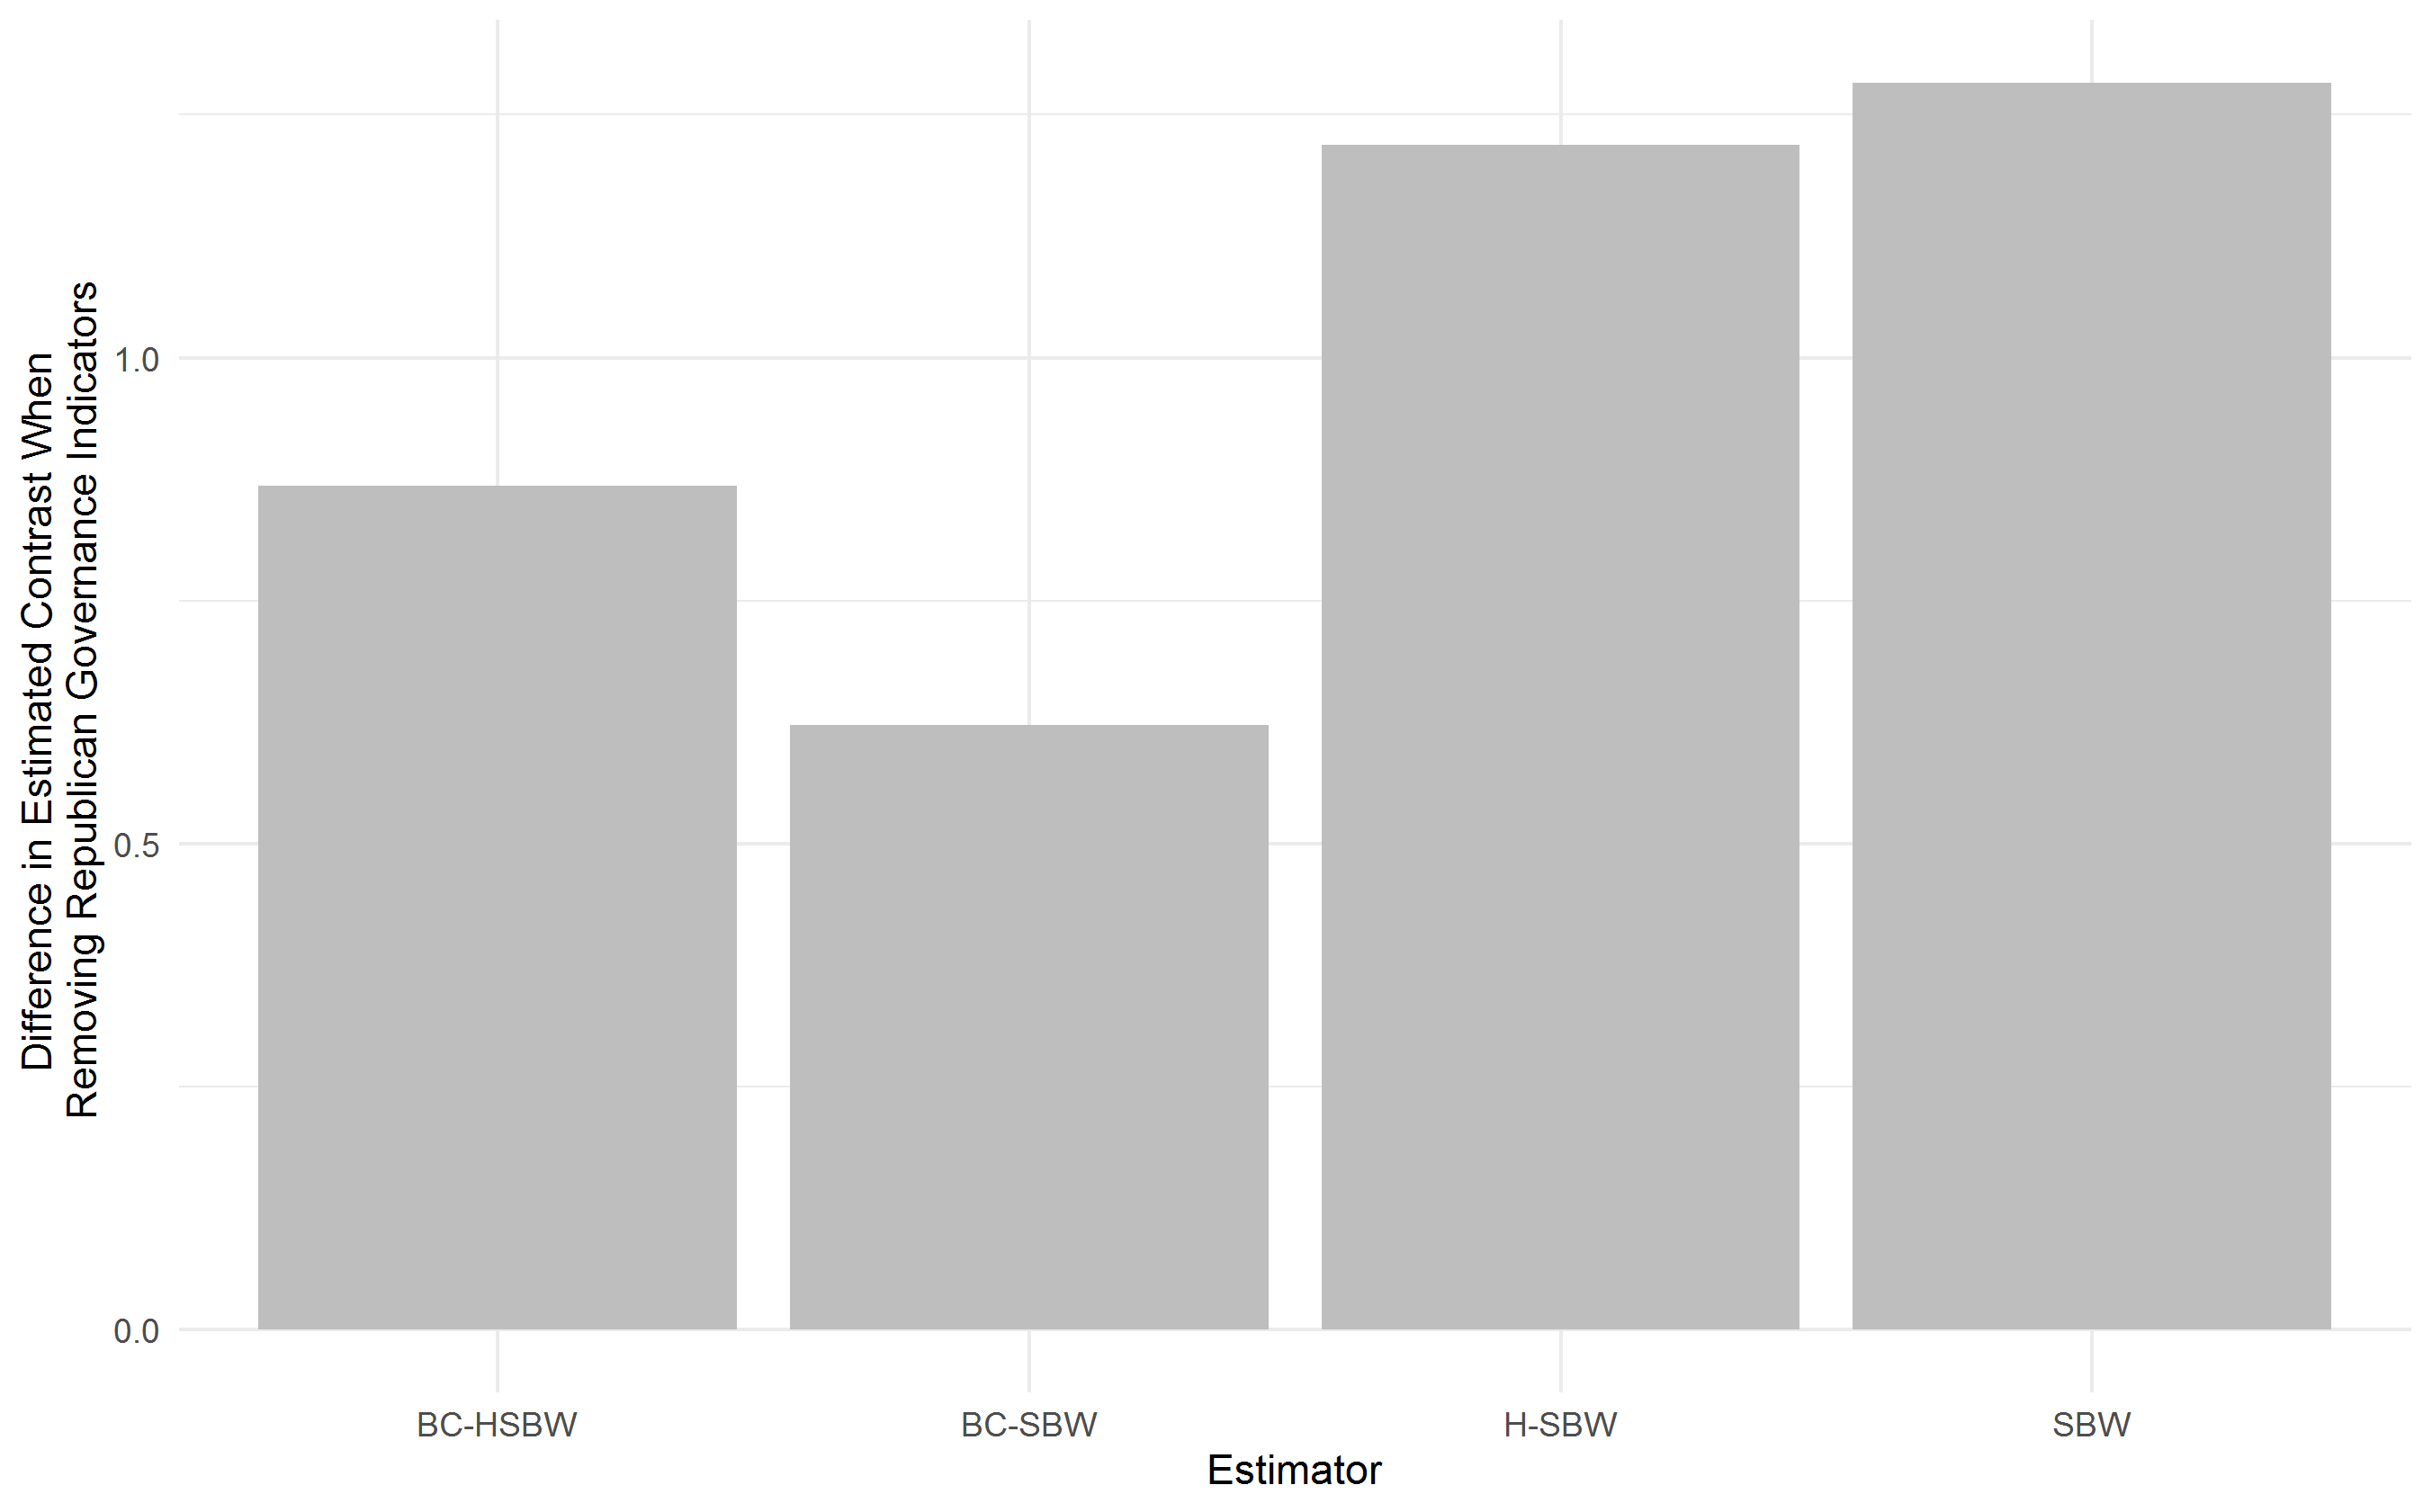 Difference in Estimated Contrast When
Removing Republican Governance Indicators
1.0
0.5
0.0
BC-HSBW
BC-SBW
H-SBW
SBW
Estimator